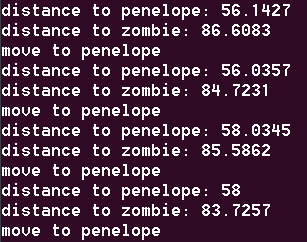 distance to penelope: 56.1427
distance to zombie: 86.6083
move to penelope
distance to penelope: 56.0357
distance to zombie: 84.7231
move to penelope
distance to penelope: 58.0345
distance to zombie: 85.5862
move to penelope
distance to penelope: 58
distance to zombie: 83.7257
move to penelope